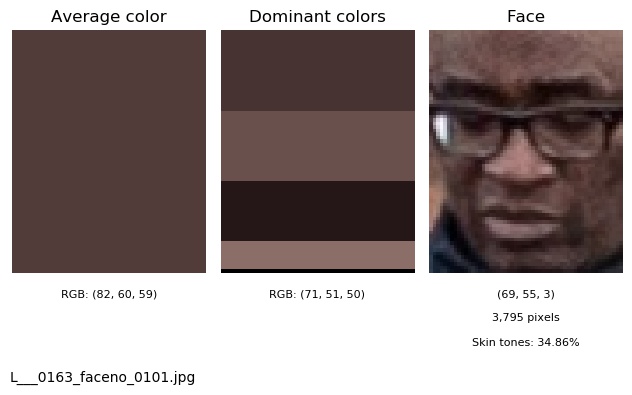 Average color
Dominant colors
Face
RGB: (82, 60, 59)
RGB: (71, 51, 50)
(69, 55, 3)
3,795 pixels
Skin tones: 34.86%
L___0163_faceno_0101.jpg